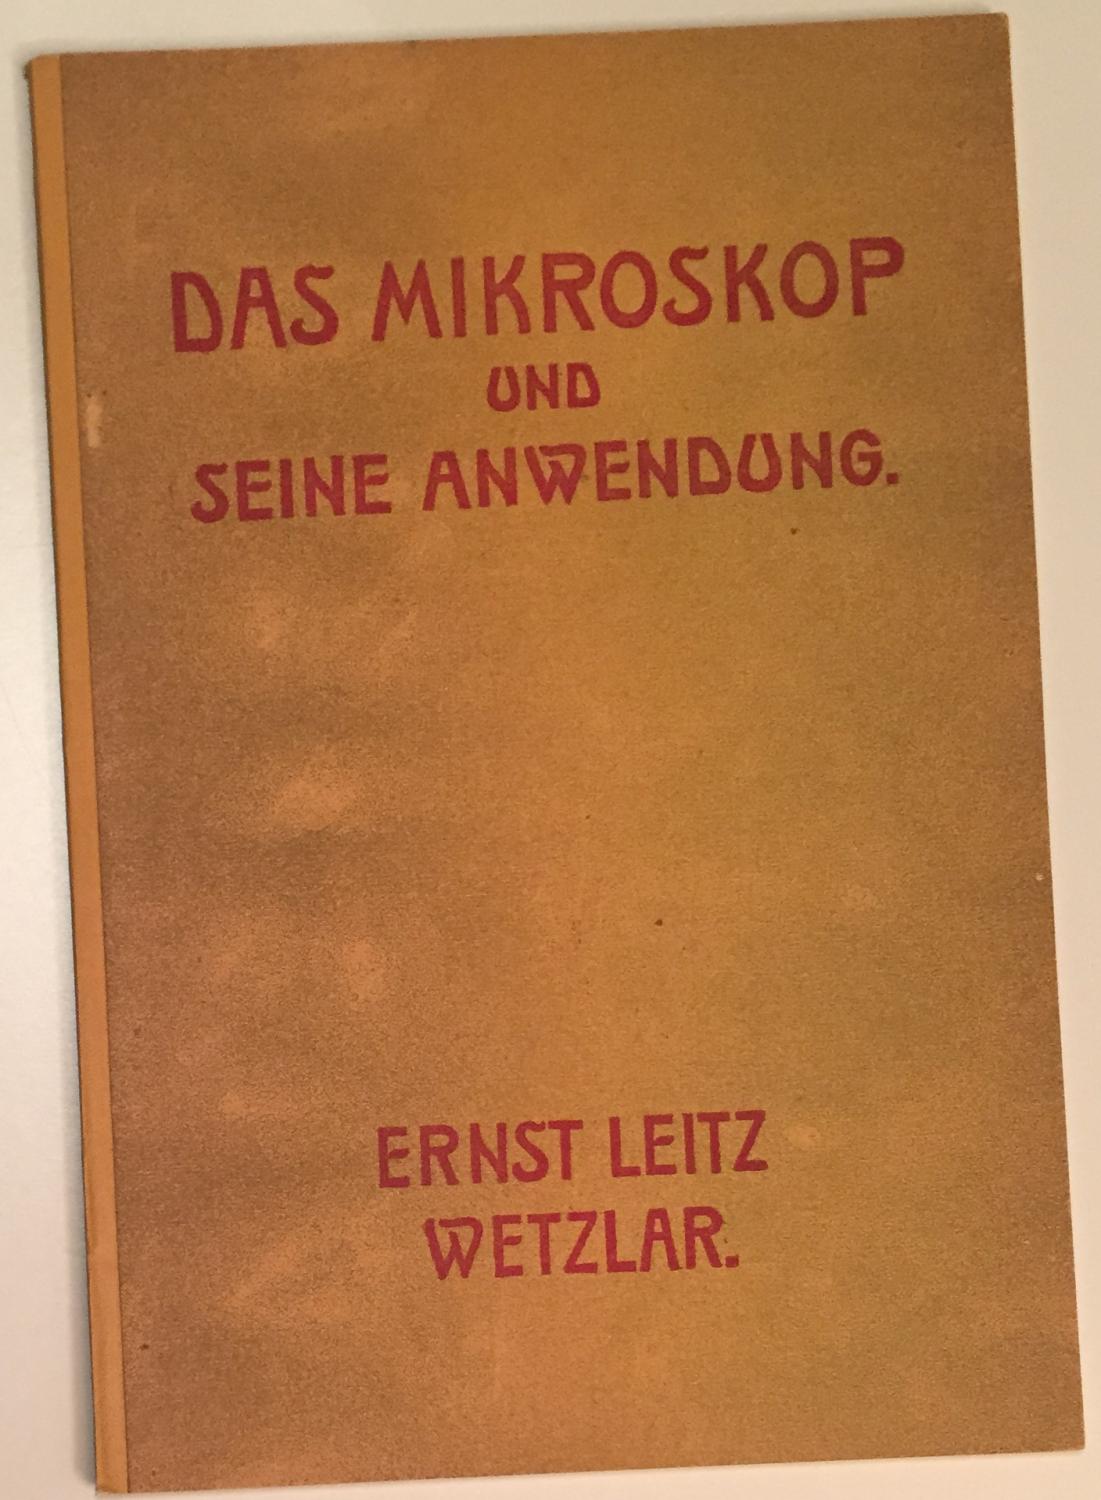 DAS MIKROSKOP
UND
SEINE ANWENDUNG.
ERNST LEITZ
WETZLAR.